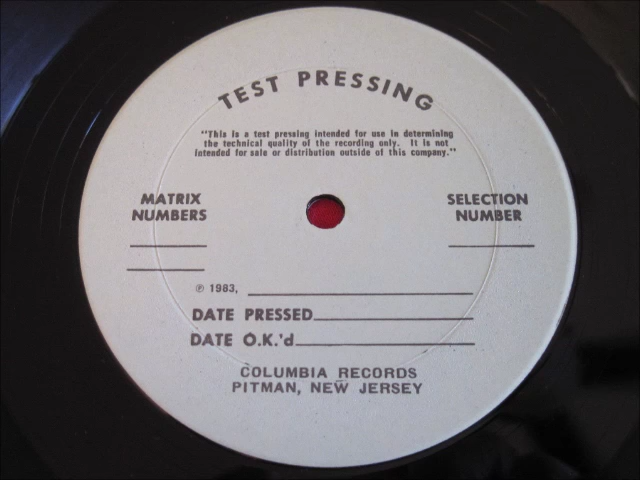 TEST PRESSING
"This is a test pressing intended for use in determining
the technical quality of the recording only. It is not
intended for sale or distribution outside of this company."
MATRIX
NUMBERS
SELECTION
NUMBER
℗ 1983,
DATE PRESSED
DATE O.K.'d
COLUMBIA RECORDS
PITMAN, NEW JERSEY